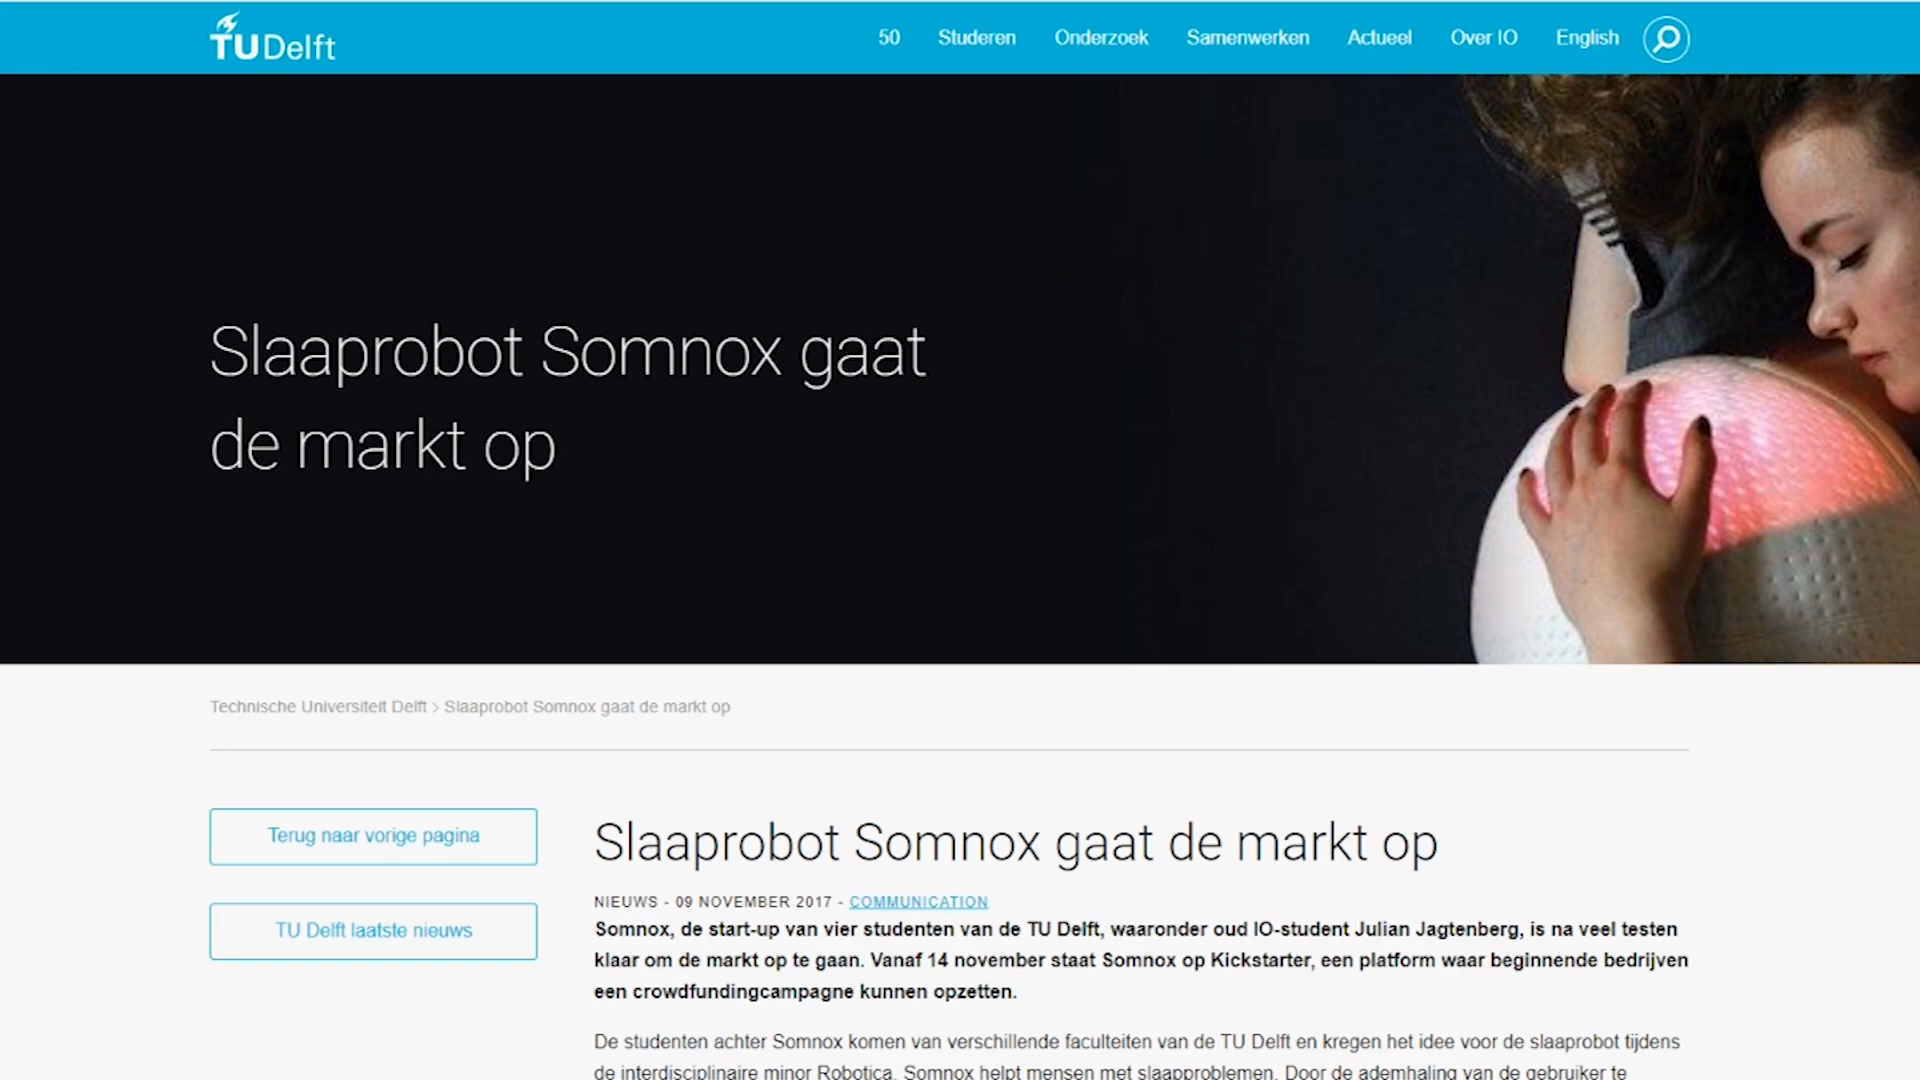 TU Delft
50 Studeren Onderzoek Samenwerken Actueel Over IO English
Slaaprobot Somnox gaat
de markt op
Technische Universiteit Delft > Slaaprobot Somnox gaat de markt op
Terug naar vorige pagina
TU Delft laatste nieuws
Slaaprobot Somnox gaat de markt op
NIEUWS - 09 NOVEMBER 2017 - COMMUNICATION
Somnox, de start-up van vier studenten van de TU Delft, waaronder oud IO-student Julian Jagtenberg, is na veel testen
klaar om de markt op te gaan. Vanaf 14 november staat Somnox op Kickstarter, een platform waar beginnende bedrijven
een crowdfundingcampagne kunnen opzetten.
De studenten achter Somnox komen van verschillende faculteiten van de TU Delft en kregen het idee voor de slaaprobot tijdens
de interdisciplinaire minor Robotica. Somnox helpt mensen met slaapproblemen. Door de ademhaling van de gebruiker te